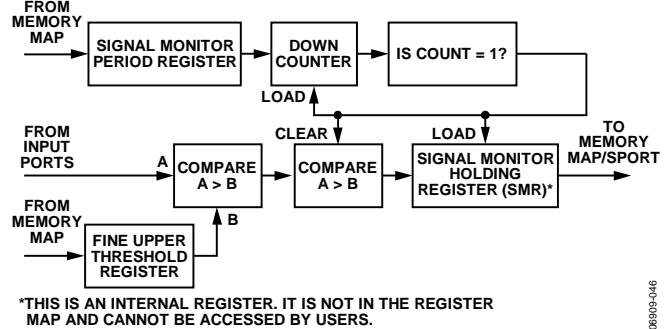 FROM
MEMORY
MAP
SIGNAL MONITOR
PERIOD REGISTER
DOWN
COUNTER
IS COUNT = 1?
LOAD
FROM
INPUT
PORTS
A
COMPARE
A > B
CLEAR
COMPARE
A > B
LOAD
SIGNAL MONITOR
HOLDING
REGISTER (SMR)*
TO
MEMORY
MAP/SPORT
FROM
MEMORY
MAP
B
FINE UPPER
THRESHOLD
REGISTER
*THIS IS AN INTERNAL REGISTER. IT IS NOT IN THE REGISTER
MAP AND CANNOT BE ACCESSED BY USERS.
06909-046